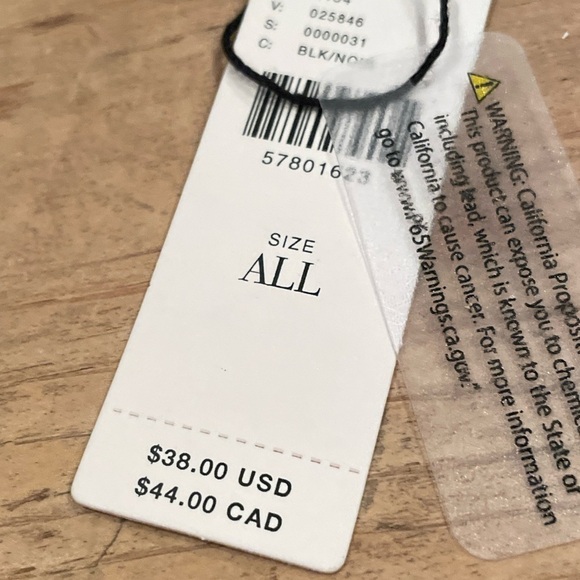 V: 025846
S: 0000031
C: BLK/NO
57801623
SIZE
ALL
$38.00 USD
$44.00 CAD
WARNING: California Proposit
This product can expose you to chemic
including lead, which is known to the State of
California to cause cancer. For more information
go to www.P65Warnings.ca.gov."